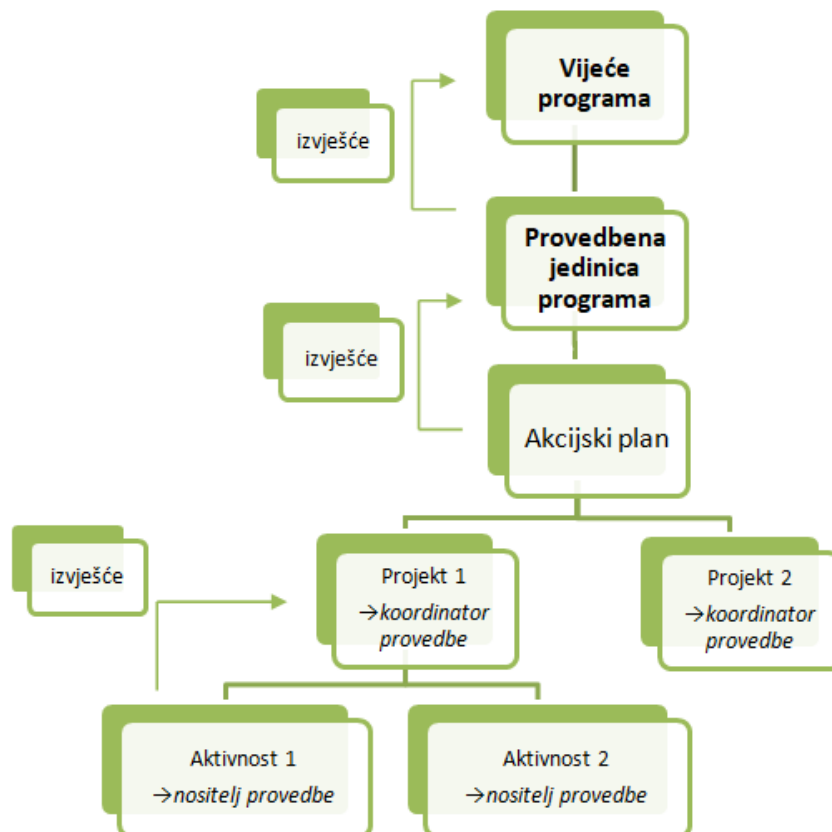 Vijeće
programa
izvješće
Provedbena
jedinica
programa
izvješće
Akcijski plan
izvješće
Projekt 1
→koordinator
provedbe
Projekt 2
→koordinator
provedbe
Aktivnost 1
→nositelj provedbe
Aktivnost 2
→nositelj provedbe